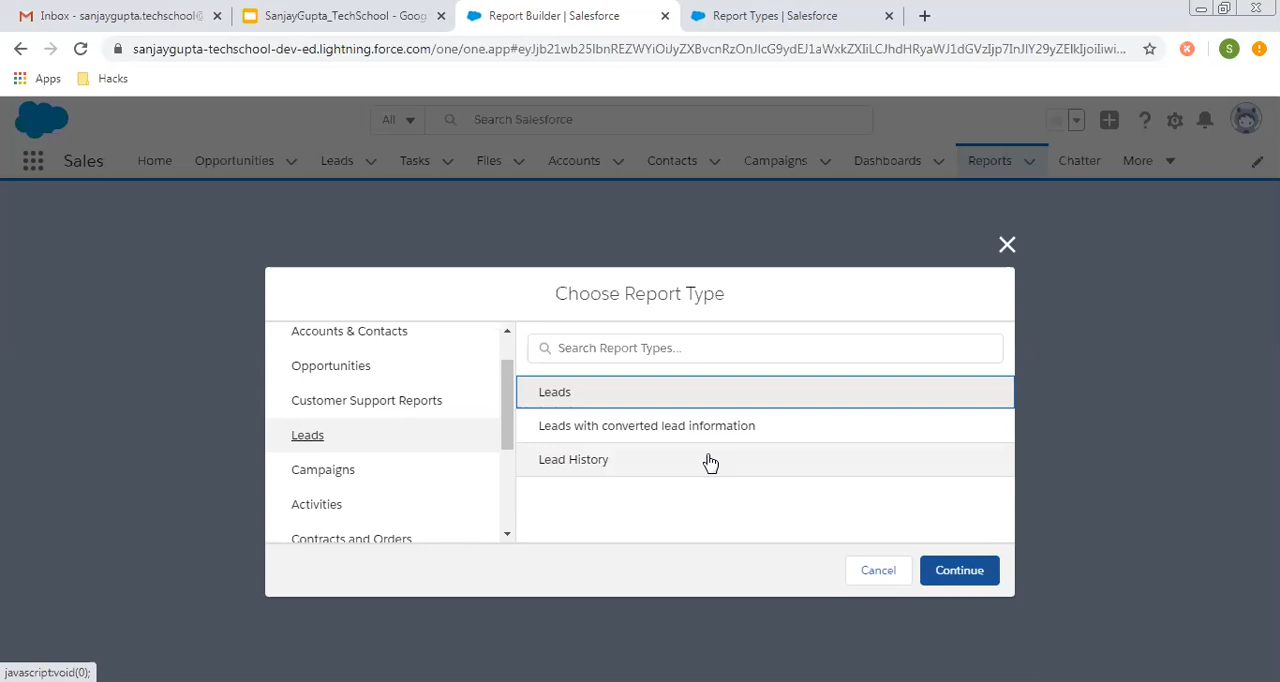 Inbox - sanjaygupta.techschool@
SanjayGupta_TechSchool - Goog
Report Builder | Salesforce
Report Types | Salesforce
sanjaygupta-techschool-dev-ed.lightning.force.com/one/one.app#
S
Apps
Hacks
All
Search Salesforce
Sales
Home
Opportunities
Leads
Tasks
Files
Accounts
Contacts
Campaigns
Dashboards
Reports
Chatter
More
Choose Report Type
Accounts & Contacts
Opportunities
Customer Support Reports
Leads
Campaigns
Activities
Contracts and Orders
Search Report Types...
Leads
Leads with converted lead information
Lead History
Cancel
Continue
javascript:void(0);